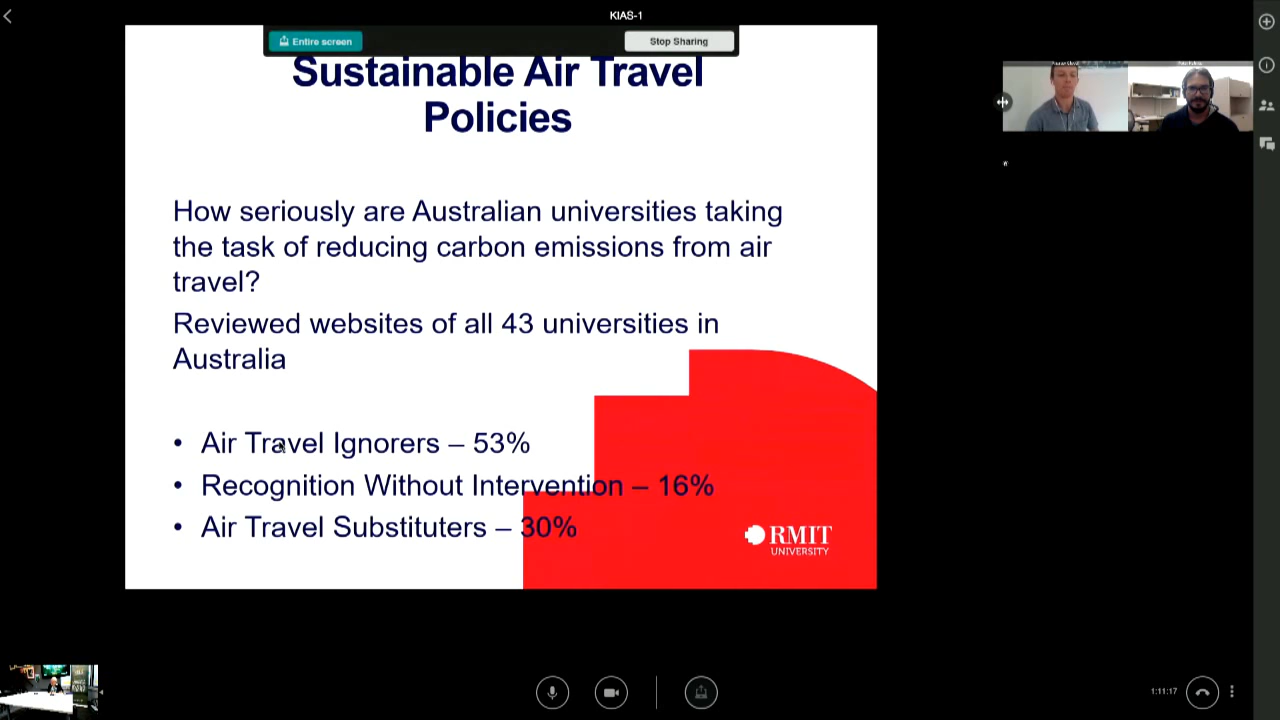 KIAS-1
Entire screen
Stop Sharing
Sustainable Air Travel
Policies
How seriously are Australian universities taking
the task of reducing carbon emissions from air
travel?
Reviewed websites of all 43 universities in
Australia
• Air Travel Ignorers – 53%
• Recognition Without Intervention – 16%
• Air Travel Substituters – 30%
RMIT
UNIVERSITY
1:11:17